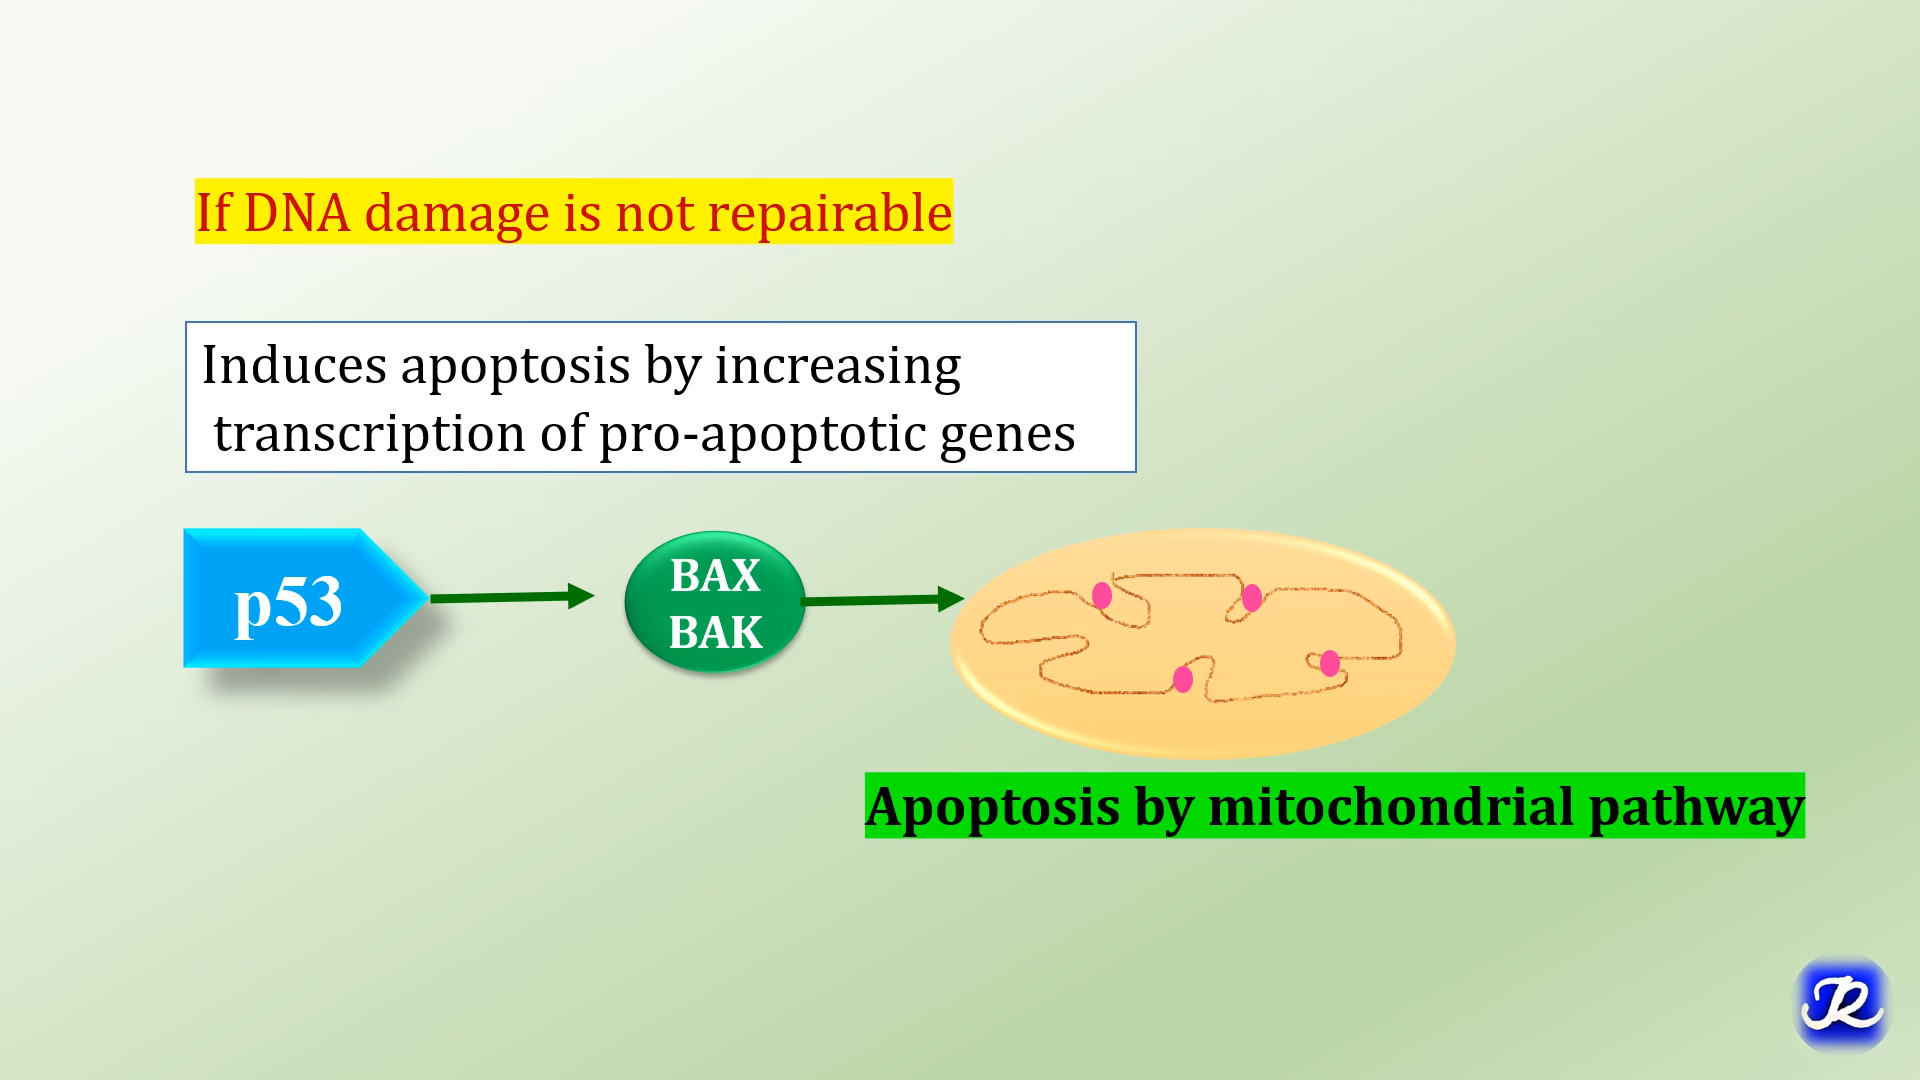 If DNA damage is not repairable
Induces apoptosis by increasing
transcription of pro-apoptotic genes
p53
BAX
BAK
Apoptosis by mitochondrial pathway
JR